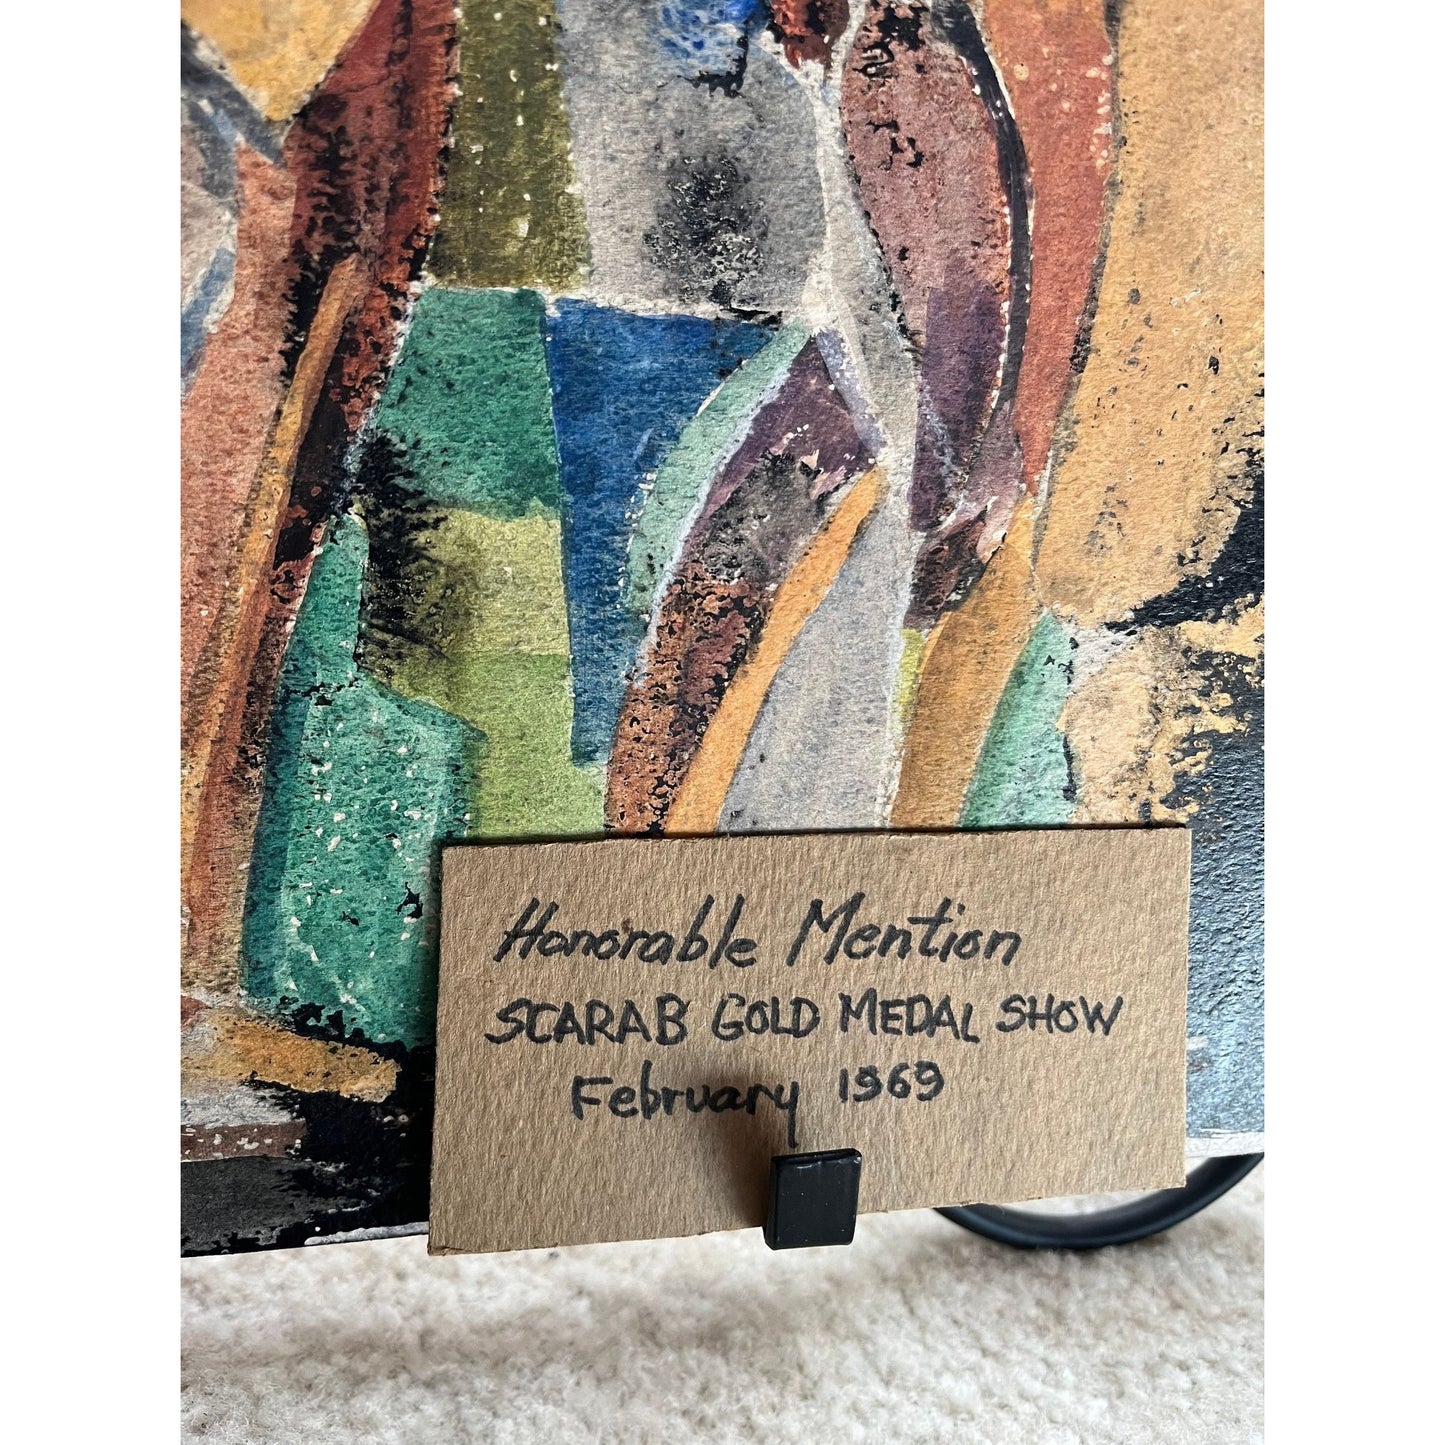 Honorable Mention
SCARAB GOLD MEDAL SHOW
February 1969